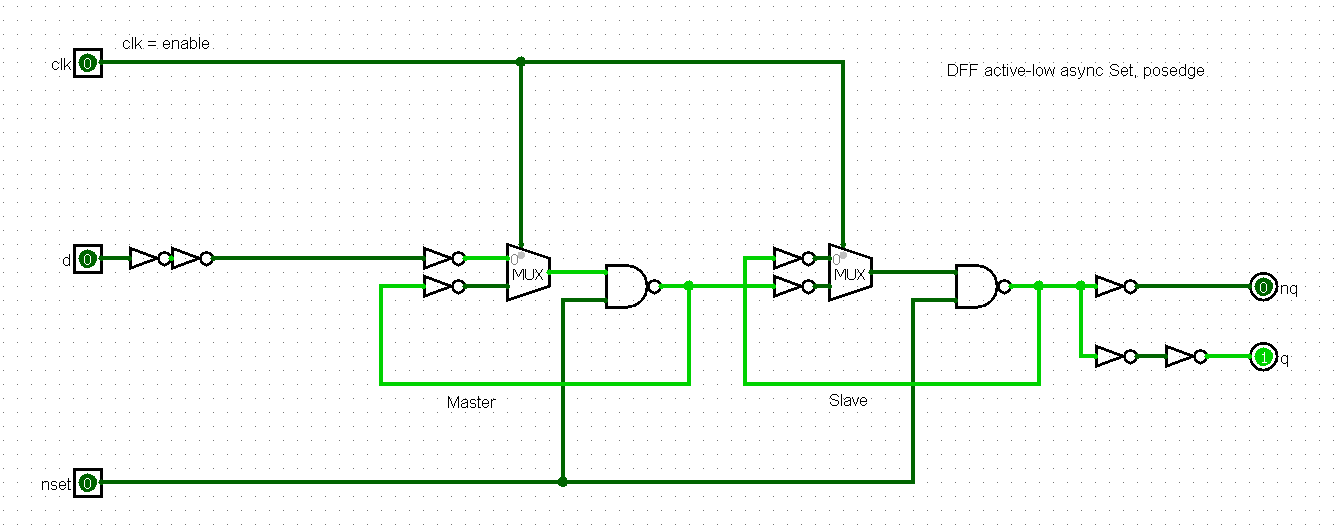 clk = enable
clk 0
DFF active-low async Set, posedge
d 0
0
MUX
0
MUX
0 nq
1 q
Master
Slave
nset 0